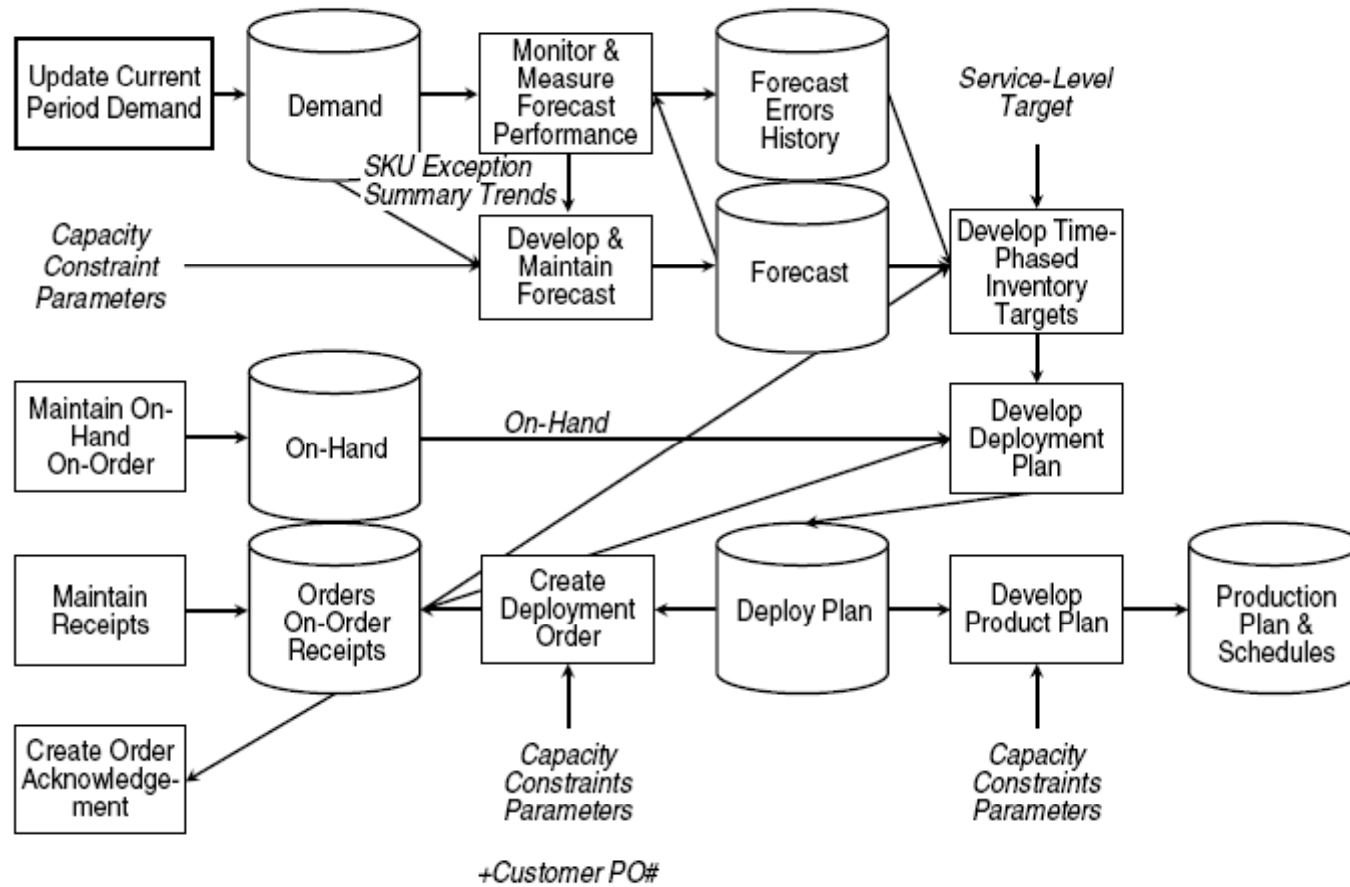 Update Current
Period Demand
Demand
Monitor &
Measure
Forecast
Performance
Forecast
Errors
History
Service-Level
Target
SKU Exception
Summary Trends
Capacity
Constraint
Parameters
Develop &
Maintain
Forecast
Forecast
Develop Time-
Phased
Inventory
Targets
Maintain On-
Hand
On-Order
On-Hand
On-Hand
Develop
Deployment
Plan
Maintain
Receipts
Orders
On-Order
Receipts
Create
Deployment
Order
Deploy Plan
Develop
Product Plan
Production
Plan &
Schedules
Create Order
Acknowledge-
ment
Capacity
Constraints
Parameters
Capacity
Constraints
Parameters
+Customer PO#